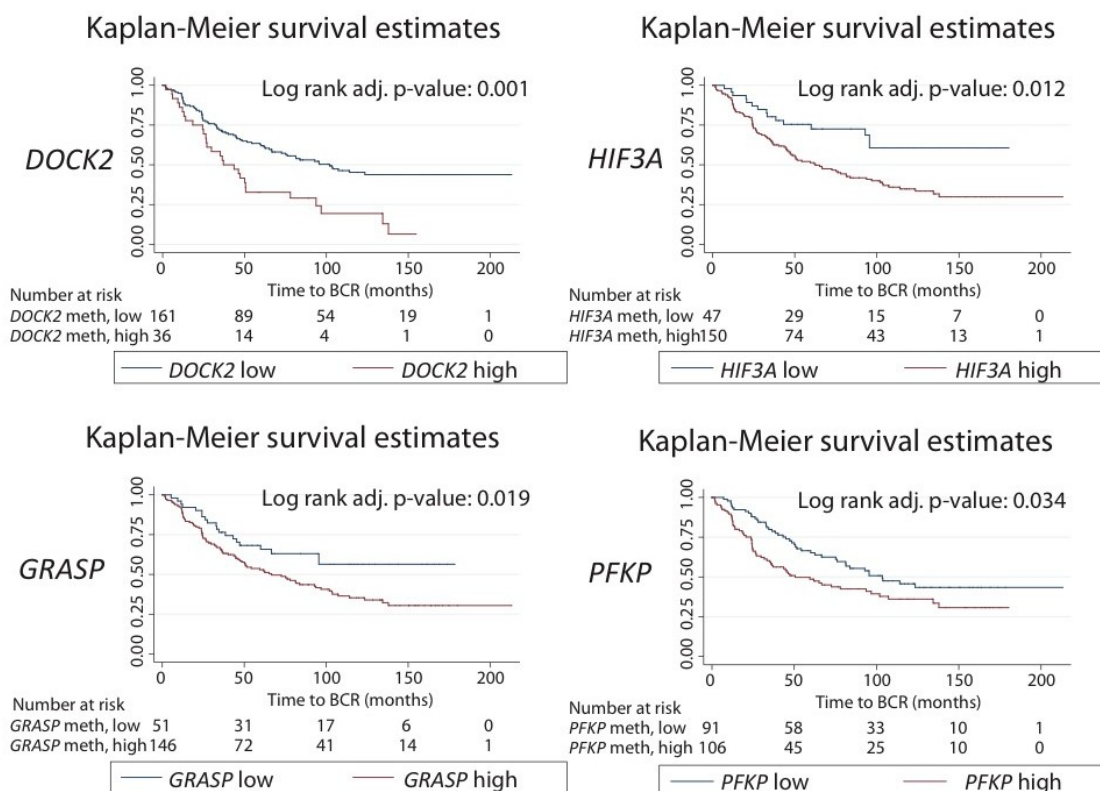 Kaplan-Meier survival estimates
Log rank adj. p-value: 0.001
DOCK2
1.00
0.75
0.50
0.25
0.00
0 50 100 150 200
Time to BCR (months)
Number at risk
DOCK2 meth, low 161 89 54 19 1
DOCK2 meth, high 36 14 4 1 0
DOCK2 low DOCK2 high
Kaplan-Meier survival estimates
Log rank adj. p-value: 0.012
HIF3A
1.00
0.75
0.50
0.25
0.00
0 50 100 150 200
Time to BCR (months)
Number at risk
HIF3A meth, low 47 29 15 7 0
HIF3A meth, high150 74 43 13 1
HIF3A low HIF3A high
Kaplan-Meier survival estimates
Log rank adj. p-value: 0.019
GRASP
1.00
0.75
0.50
0.25
0.00
0 50 100 150 200
Time to BCR (months)
Number at risk
GRASP meth, low 51 31 17 6 0
GRASP meth, high 146 72 41 14 1
GRASP low GRASP high
Kaplan-Meier survival estimates
Log rank adj. p-value: 0.034
PFKP
1.00
0.75
0.50
0.25
0.00
0 50 100 150 200
Time to BCR (months)
Number at risk
PFKP meth, low 91 58 33 10 1
PFKP meth, high 106 45 25 10 0
PFKP low PFKP high